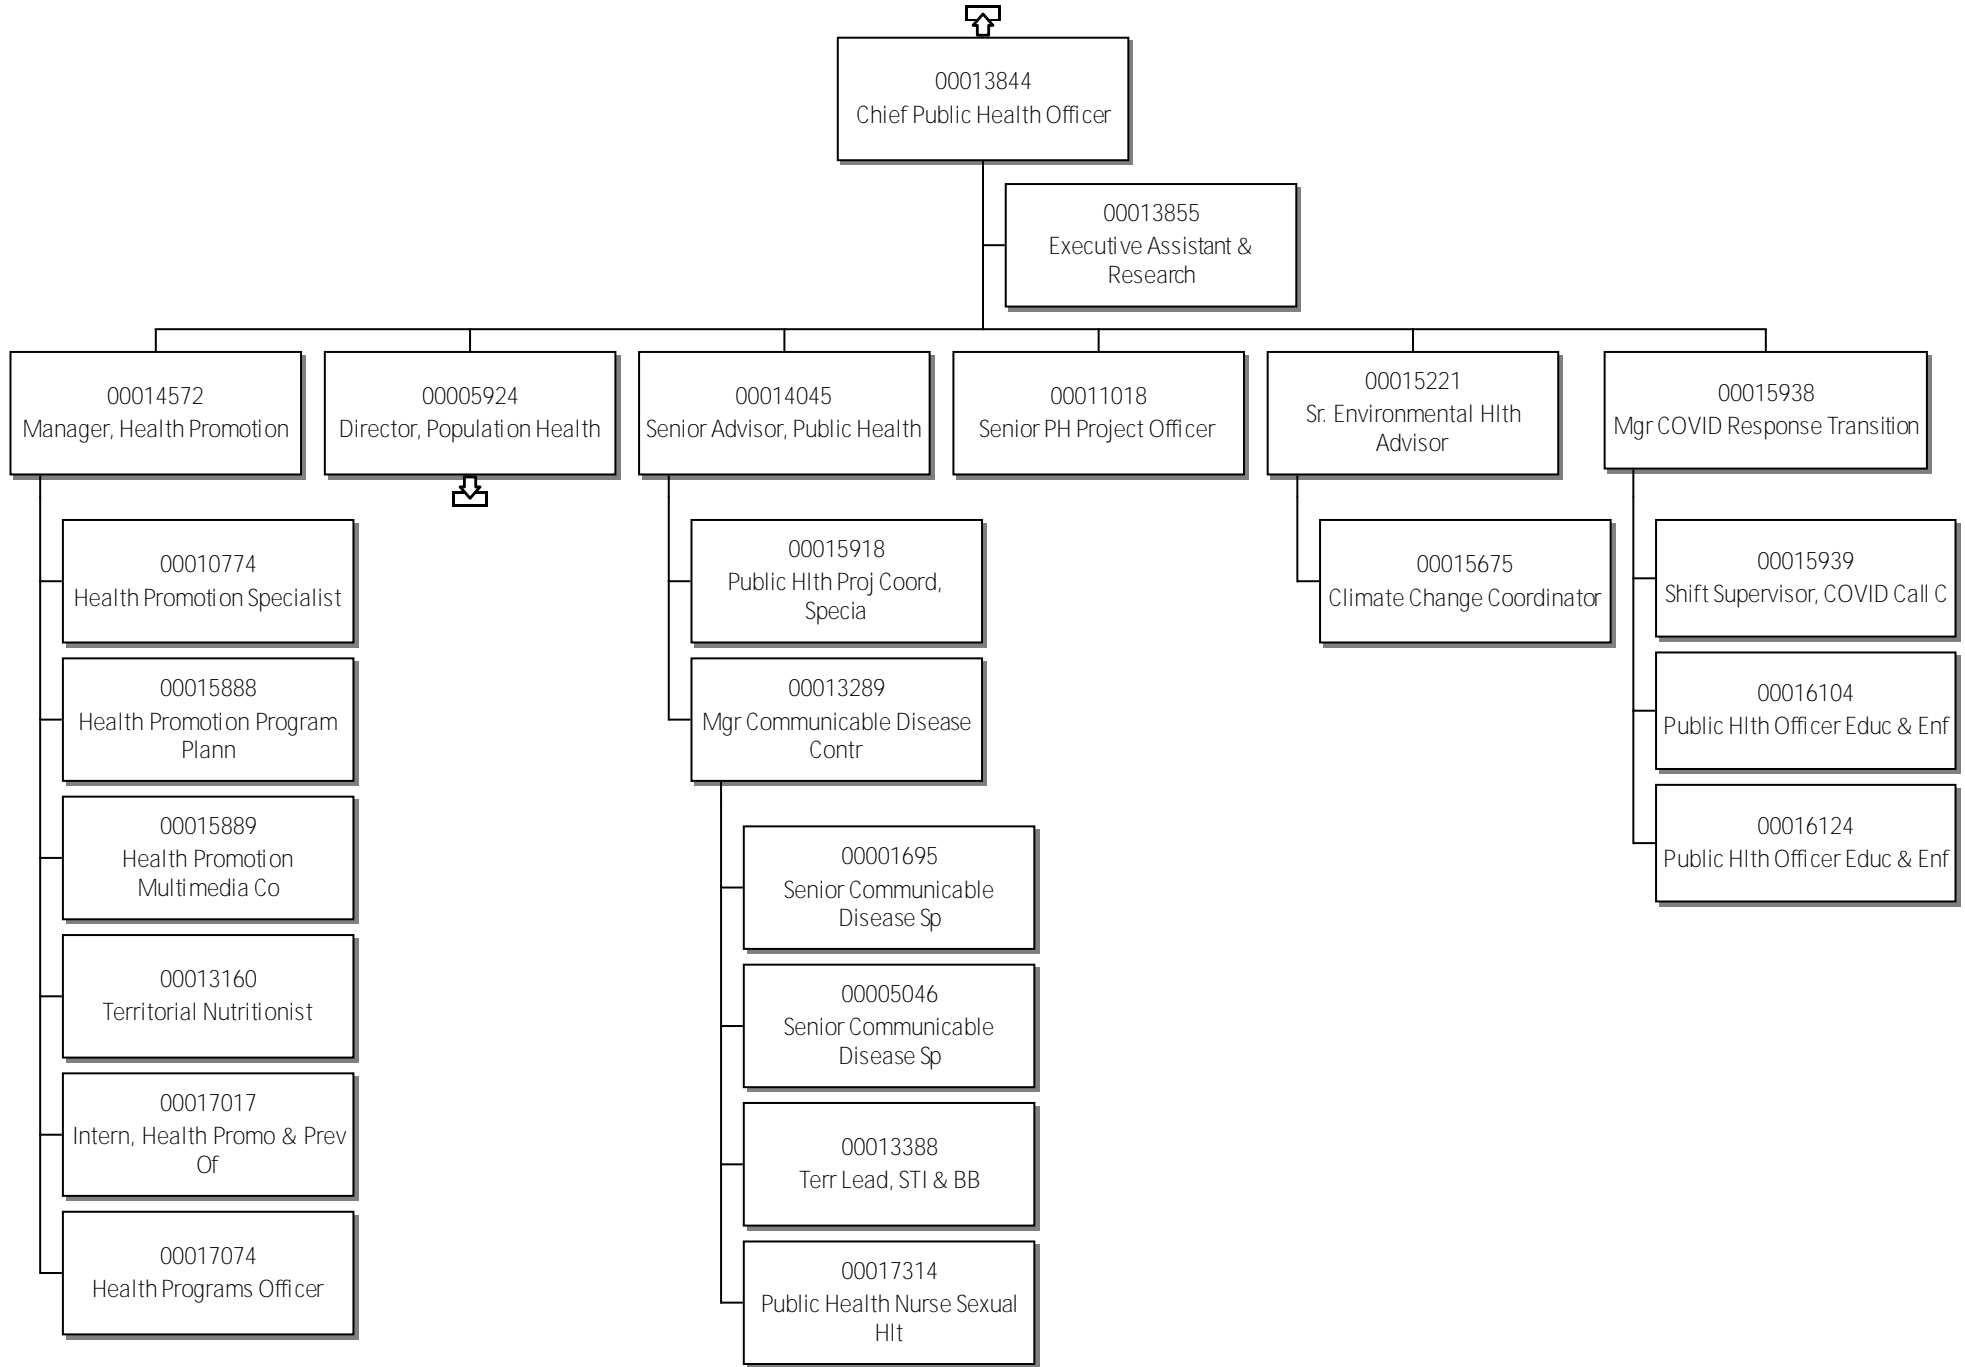 00013844
Chief Public Health Officer
00013855
Executive Assistant &
Research
00014572
Manager, Health Promotion
00005924
Director, Population Health
00014045
Senior Advisor, Public Health
00011018
Senior PH Project Officer
00015221
Sr. Environmental Hlth
Advisor
00015938
Mgr COVID Response Transition
00010774
Health Promotion Specialist
00015888
Health Promotion Program
Plann
00015889
Health Promotion
Multimedia Co
00013160
Territorial Nutritionist
00017017
Intern, Health Promo & Prev
Of
00017074
Health Programs Officer
00015918
Public Hlth Proj Coord,
Specia
00013289
Mgr Communicable Disease
Contr
00001695
Senior Communicable
Disease Sp
00005046
Senior Communicable
Disease Sp
00013388
Terr Lead, STI & BB
00017314
Public Health Nurse Sexual
Hlt
00015675
Climate Change Coordinator
00015939
Shift Supervisor, COVID Call C
00016104
Public Hlth Officer Educ & Enf
00016124
Public Hlth Officer Educ & Enf